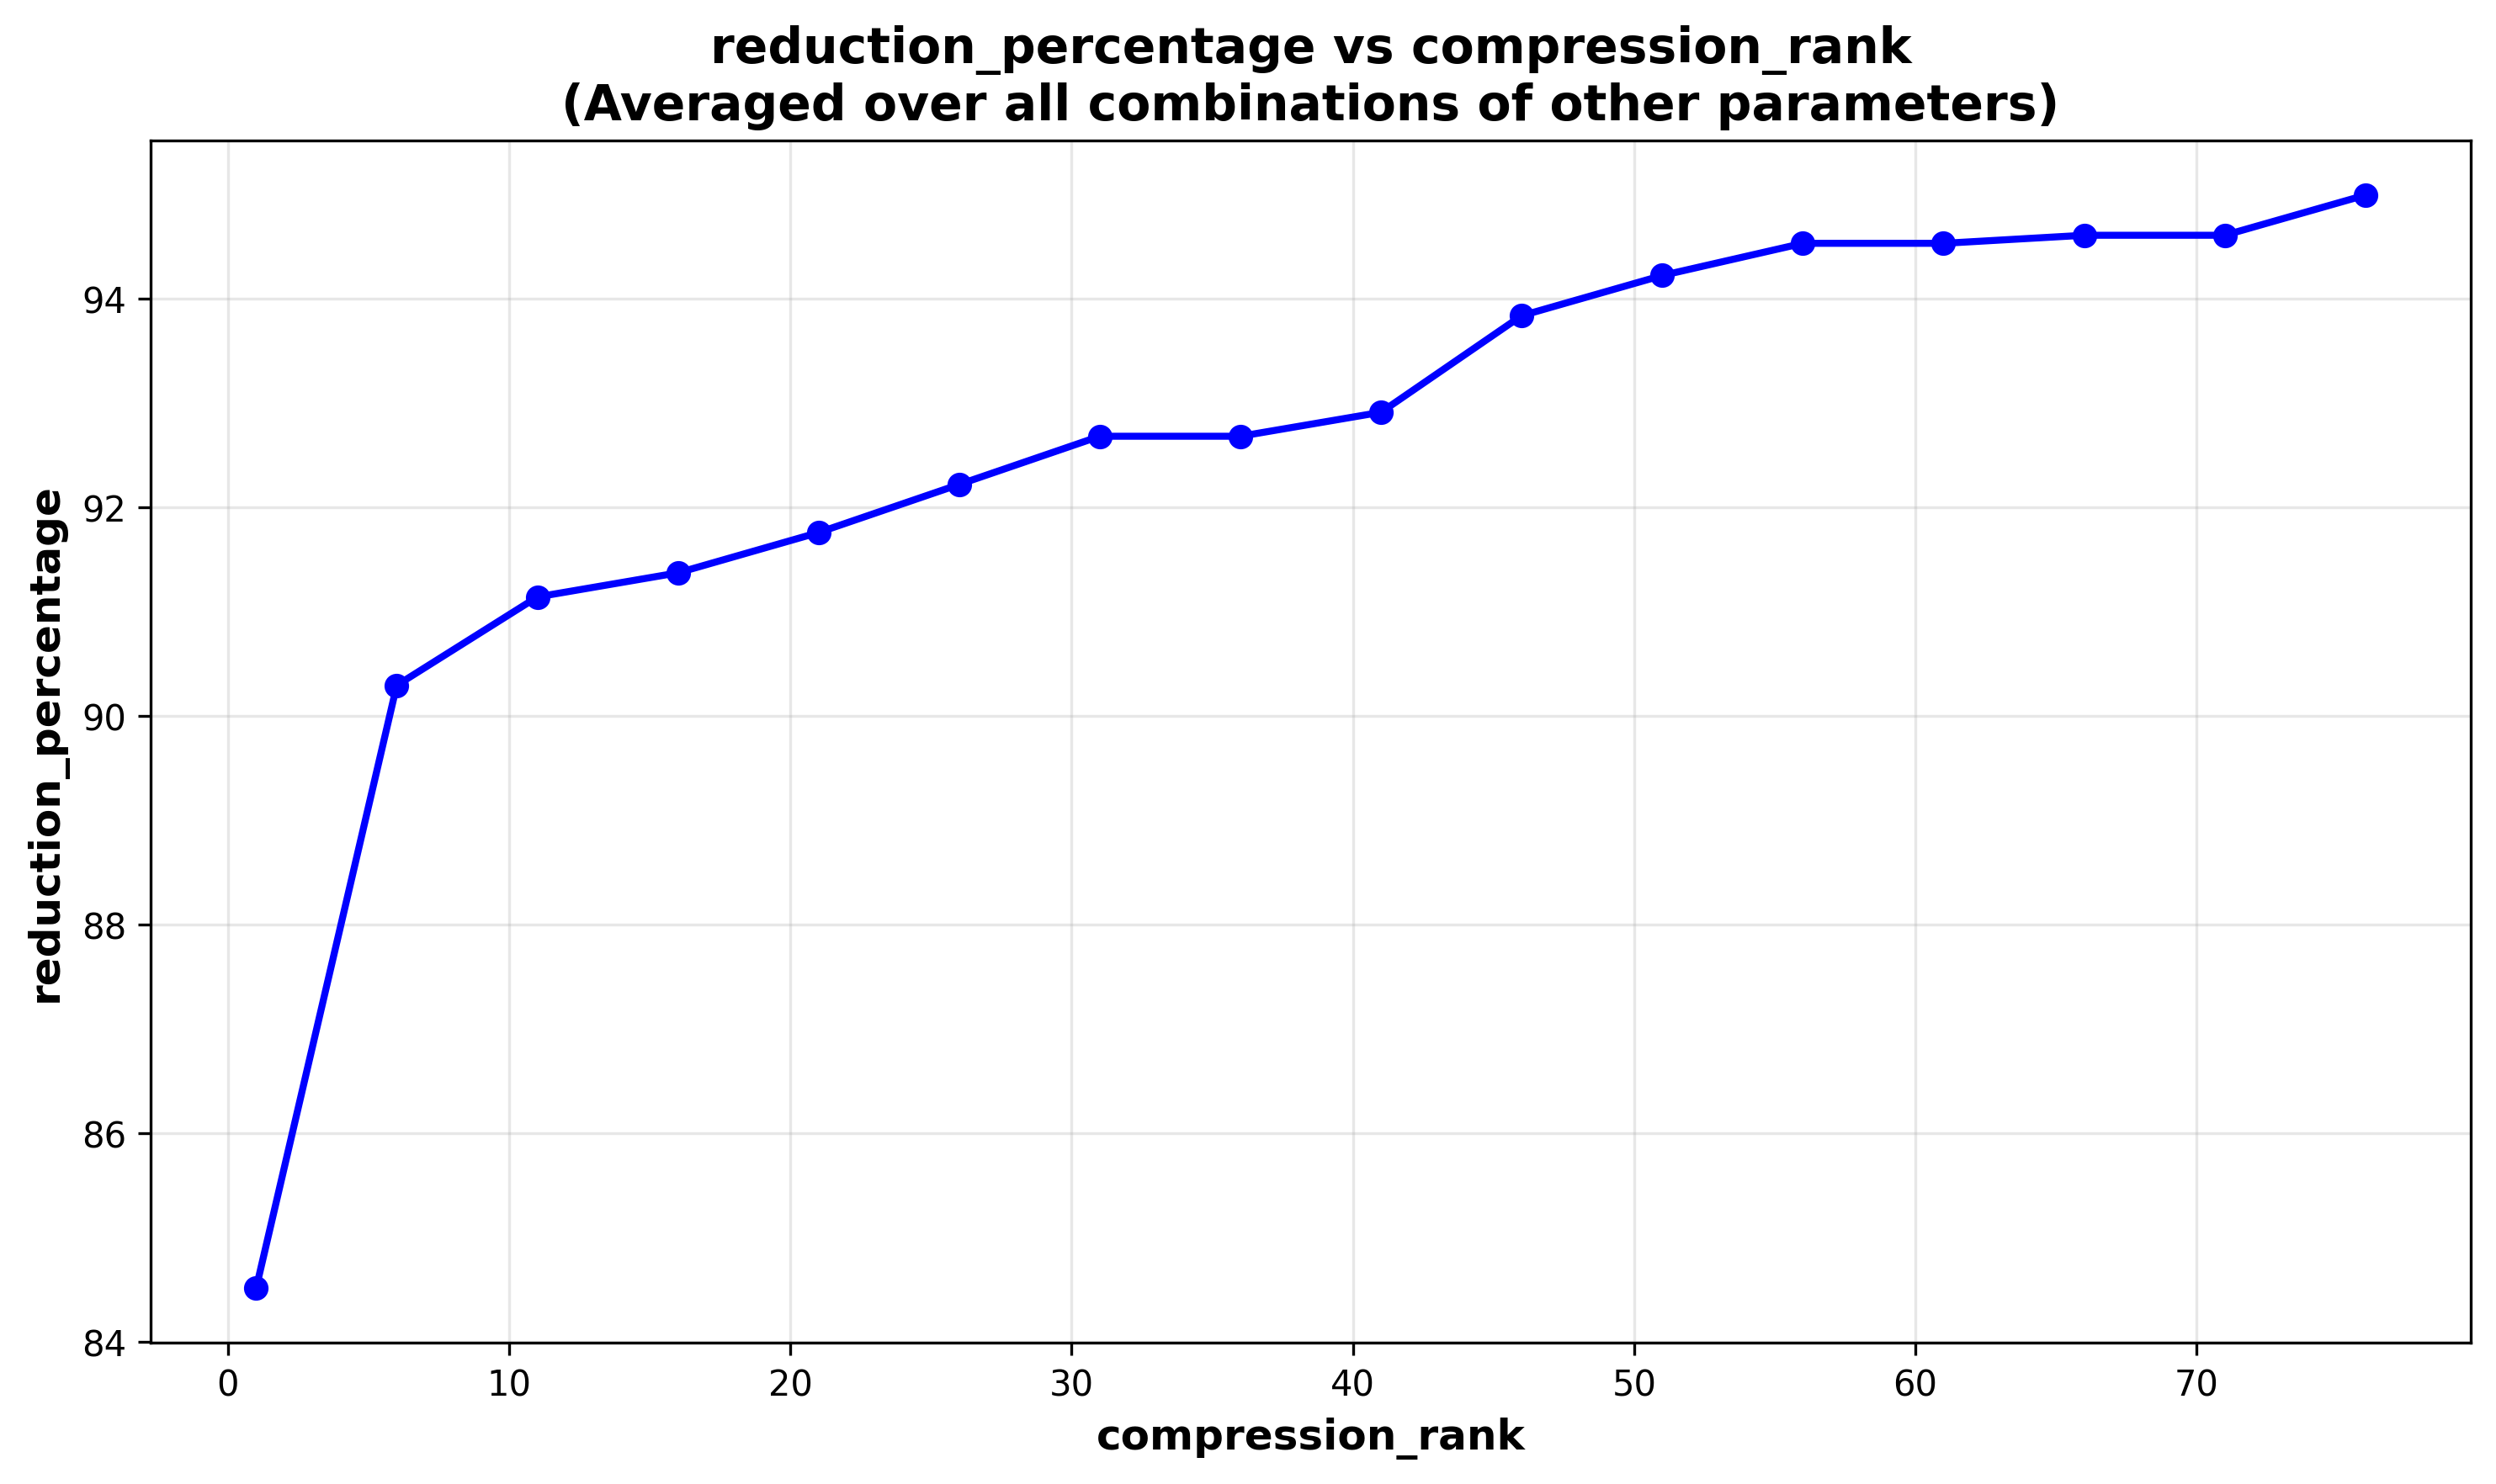 reduction_percentage vs compression_rank
(Averaged over all combinations of other parameters)
reduction_percentage
94
92
90
88
86
84
0 10 20 30 40 50 60 70
compression_rank